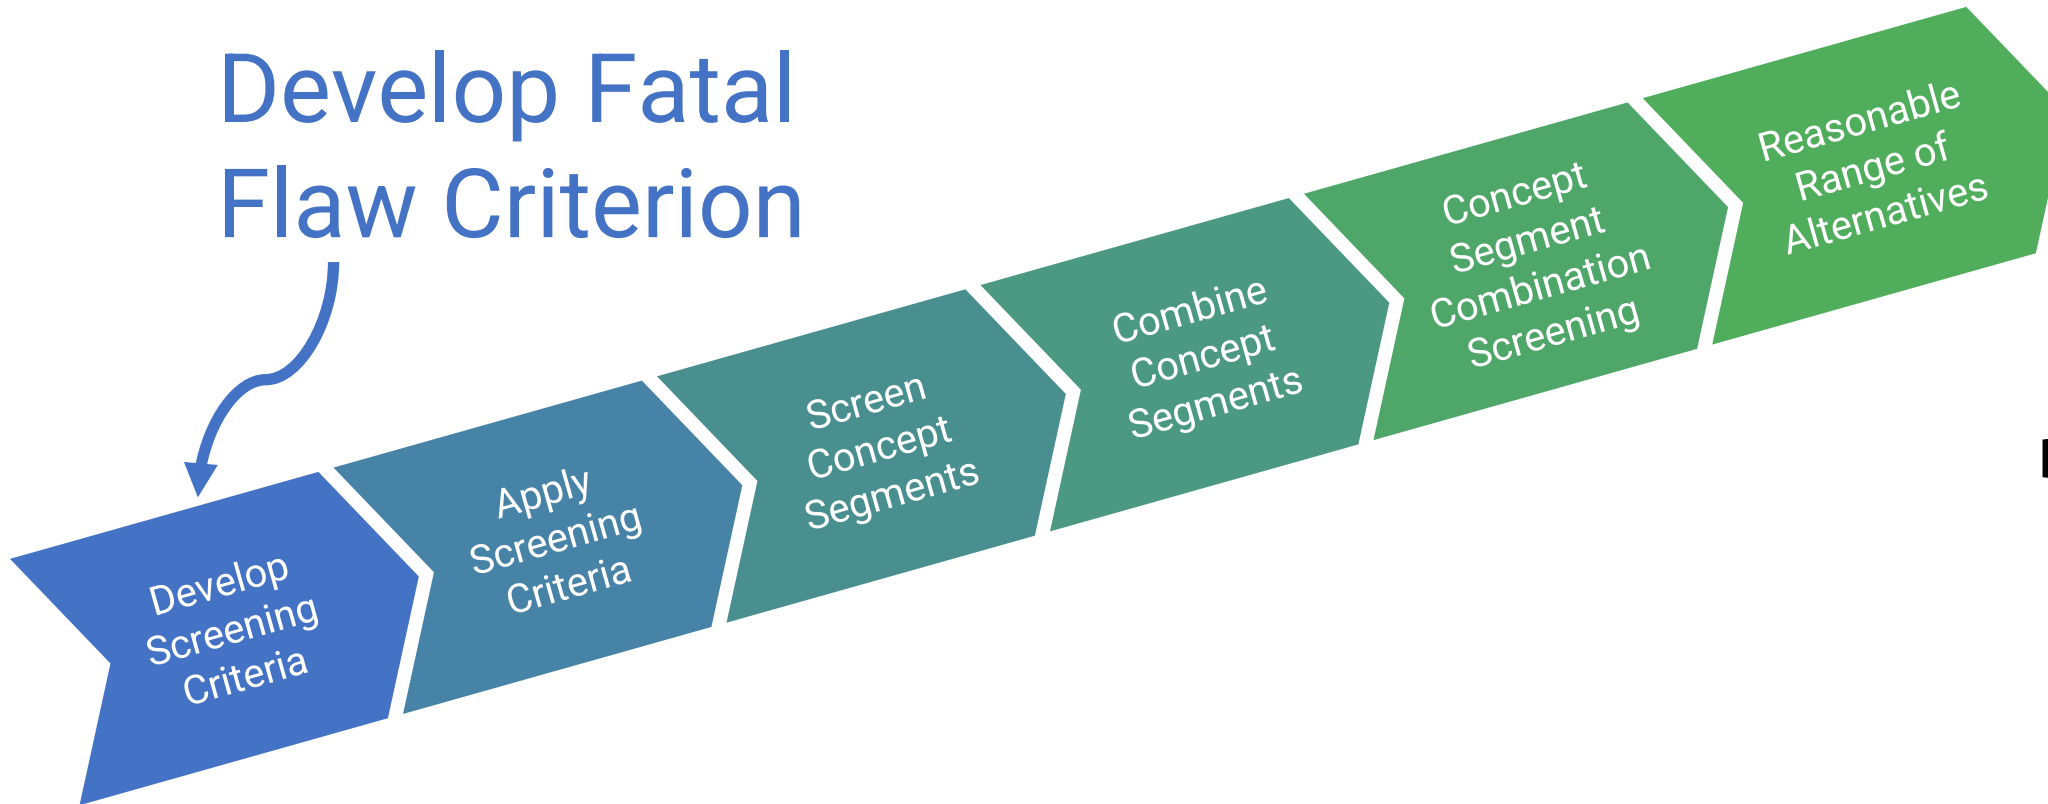 Develop Fatal
Flaw Criterion
Develop
Screening
Criteria
Apply
Screening
Criteria
Screen
Concept
Segments
Combine
Concept
Segments
Concept
Segment
Combination
Screening
Reasonable
Range of
Alternatives